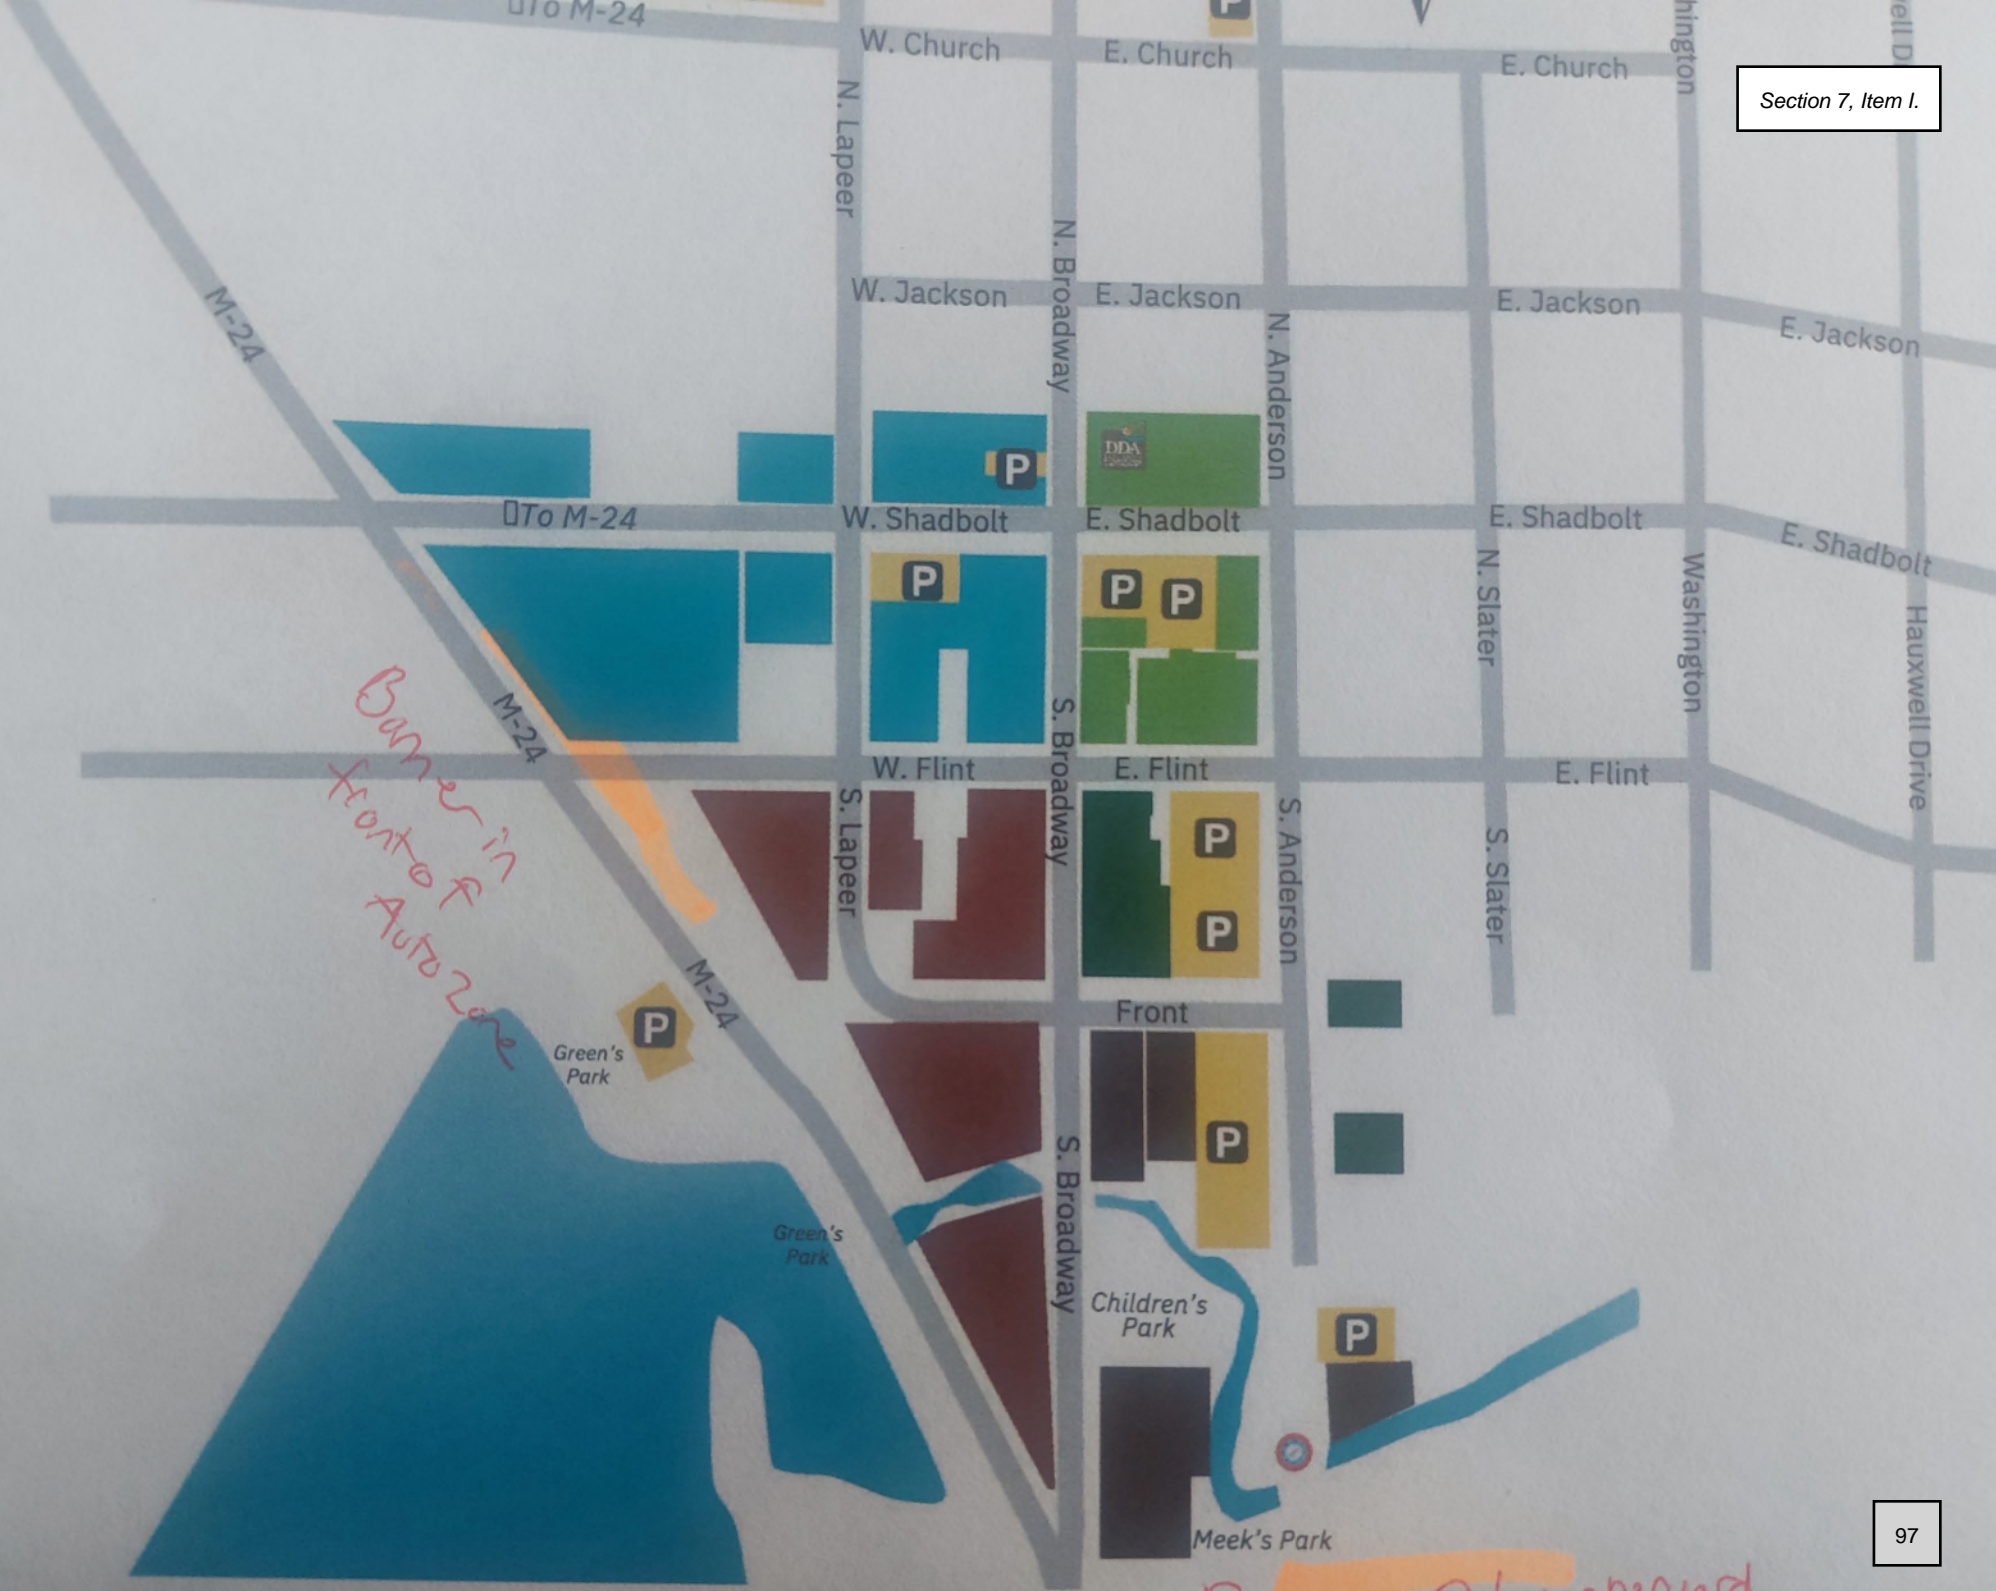 To M-24
P
W. Church
E. Church
E. Church
Section 7, Item I.
N. Lapeer
N. Broadway
W. Jackson
E. Jackson
E. Jackson
E. Jackson
M-24
N. Anderson
P
DDA
To M-24
W. Shadbolt
E. Shadbolt
E. Shadbolt
E. Shadbolt
P
P
P
N. Slater
Washington
Hauxwell Drive
M-24
S. Broadway
W. Flint
E. Flint
E. Flint
Banner in
front of
Autozone
S. Lapeer
P
P
S. Anderson
S. Slater
M-24
P
Green's
Park
Front
P
S. Broadway
Green's
Park
Children's
Park
P
Meek's Park
97